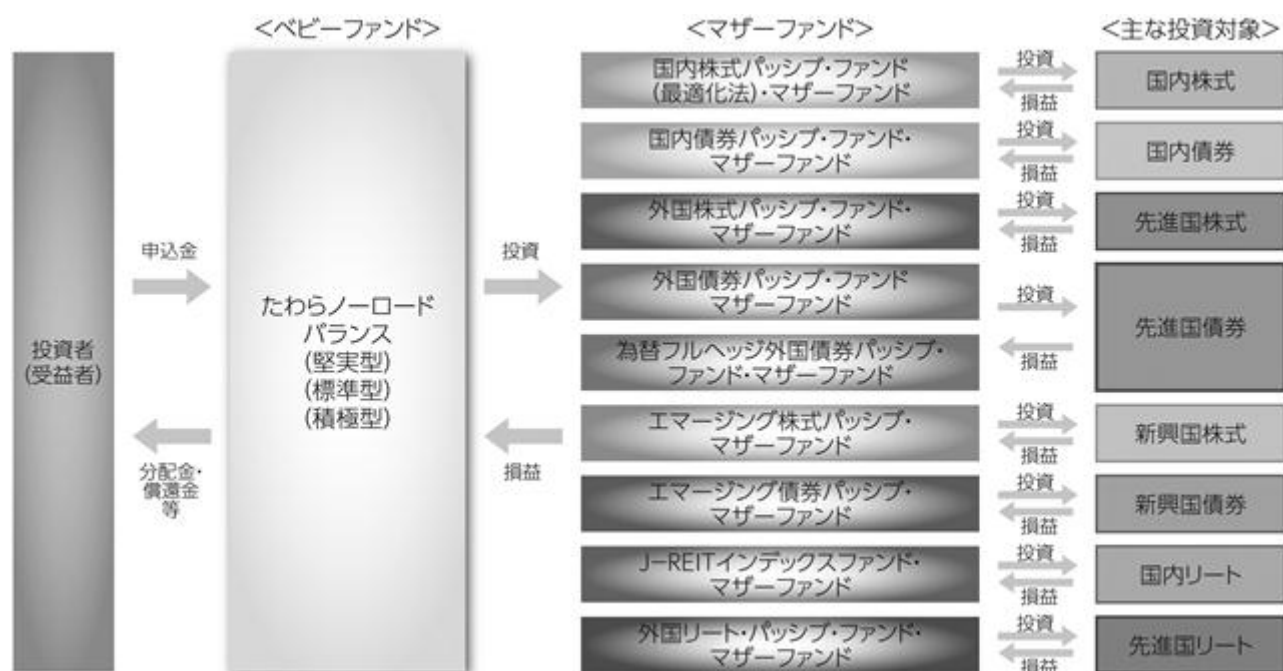 <ベビーファンド>
<マザーファンド>
<主な投資対象>
投資者
(受益者)
申込金
分配金・
償還金
等
たわらノーロード
バランス
(堅実型)
(標準型)
(積極型)
投資
損益
国内株式パッシブ・ファンド
(最適化法)・マザーファンド
投資
損益
国内株式
国内債券パッシブ・ファンド・
マザーファンド
投資
損益
国内債券
外国株式パッシブ・ファンド・
マザーファンド
投資
損益
先進国株式
外国債券パッシブ・ファンド
マザーファンド
投資
為替フルヘッジ外国債券パッシブ・
ファンド・マザーファンド
損益
先進国債券
エマージング株式パッシブ・
マザーファンド
投資
損益
新興国株式
エマージング債券パッシブ・
マザーファンド
投資
損益
新興国債券
J-REITインデックスファンド・
マザーファンド
投資
損益
国内リート
外国リート・パッシブ・ファンド・
マザーファンド
投資
損益
先進国リート